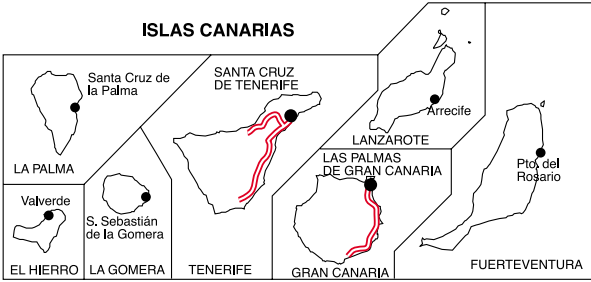 ISLAS CANARIAS
Santa Cruz de
la Palma
LA PALMA
SANTA CRUZ
DE TENERIFE
TENERIFE
Arrecife
LANZAROTE
LAS PALMAS
DE GRAN CANARIA
GRAN CANARIA
Pto. del
Rosario
FUERTEVENTURA
Valverde
EL HIERRO
S. Sebastián
de la Gomera
LA GOMERA